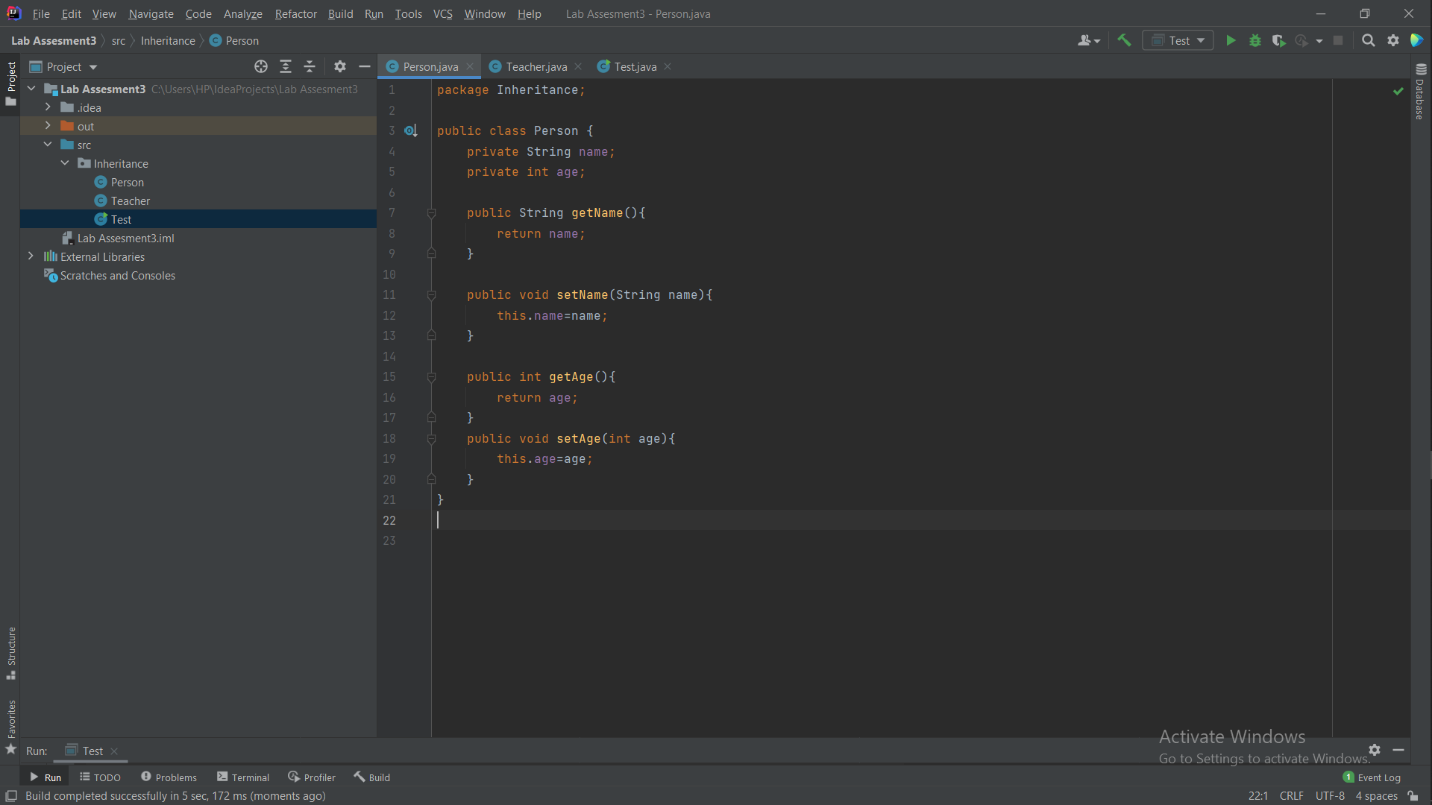 File Edit View Navigate Code Analyze Refactor Build Run Tools VCS Window Help Lab Assesment3 - Person.java
Lab Assesment3 src Inheritance Person Test
Project
Project
Person.java Teacher.java Test.java
Database
Lab Assesment3 C:\Users\HP\IdeaProjects\Lab Assesment3
.idea
out
src
Inheritance
Person
Teacher
Test
Lab Assesment3.iml
External Libraries
Scratches and Consoles
1 package Inheritance;
2
3 public class Person {
4 private String name;
5 private int age;
6
7 public String getName(){
8 return name;
9 }
10
11 public void setName(String name){
12 this.name=name;
13 }
14
15 public int getAge(){
16 return age;
17 }
18 public void setAge(int age){
19 this.age=age;
20 }
21 }
22
23
Structure
Favorites
Activate Windows
Go to Settings to activate Windows.
Run: Test
Run TODO Problems Terminal Profiler Build 1 Event Log
Build completed successfully in 5 sec, 172 ms (moments ago) 22:1 CRLF UTF-8 4 spaces